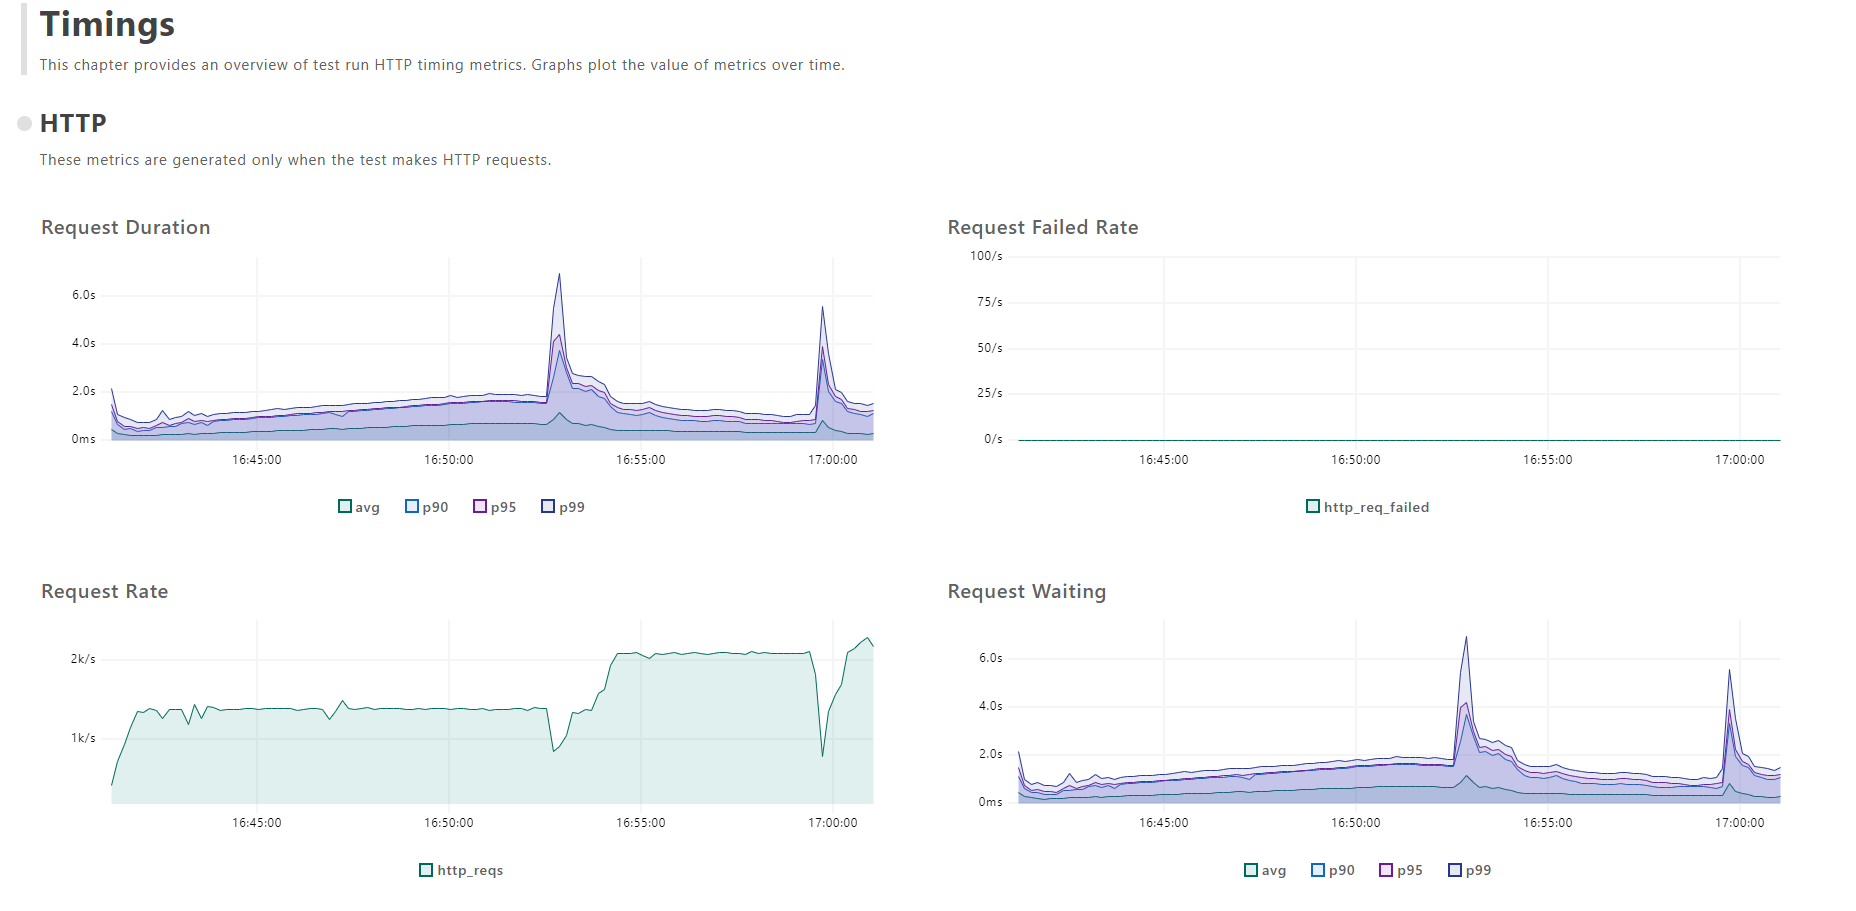 Timings
This chapter provides an overview of test run HTTP timing metrics. Graphs plot the value of metrics over time.
HTTP
These metrics are generated only when the test makes HTTP requests.
Request Duration
6.0s
4.0s
2.0s
0ms
16:45:00 16:50:00 16:55:00 17:00:00
avg p90 p95 p99
Request Failed Rate
100/s
75/s
50/s
25/s
0/s
16:45:00 16:50:00 16:55:00 17:00:00
http_req_failed
Request Rate
2k/s
1k/s
16:45:00 16:50:00 16:55:00 17:00:00
http_reqs
Request Waiting
6.0s
4.0s
2.0s
0ms
16:45:00 16:50:00 16:55:00 17:00:00
avg p90 p95 p99